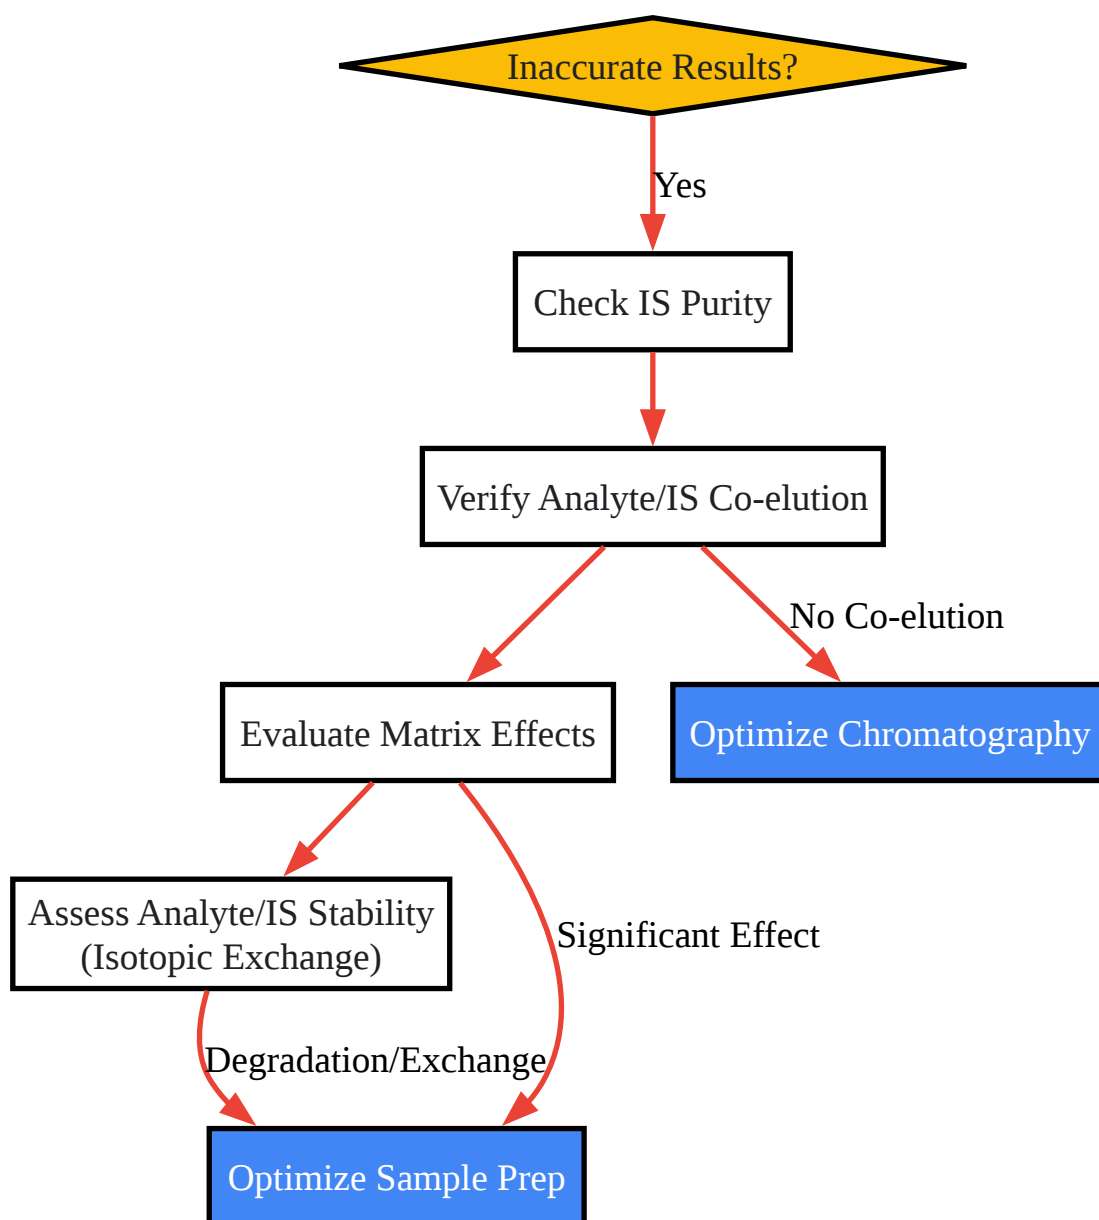 Inaccurate Results?
Yes
Check IS Purity
Verify Analyte/IS Co-elution
No Co-elution
Evaluate Matrix Effects
Optimize Chromatography
Assess Analyte/IS Stability
(Isotopic Exchange)
Significant Effect
Degradation/Exchange
Optimize Sample Prep